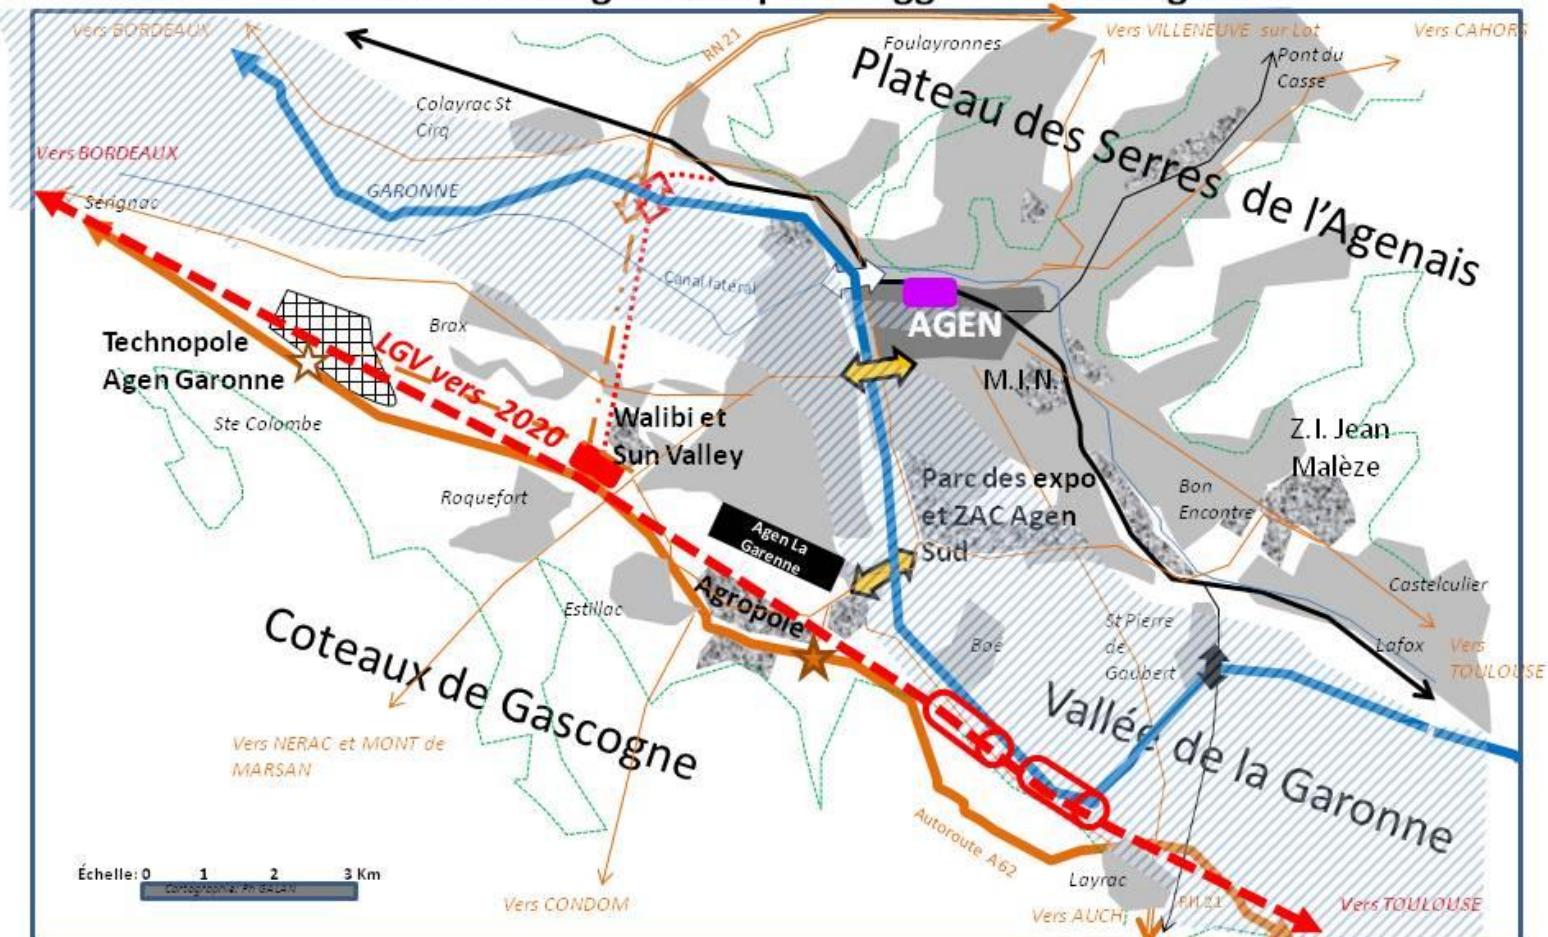 Vers BORDEAUX
RN 21
Foulayronnes
Vers VILLENEUVE sur Lot
Vers CAHORS
Pont du
Casse
Plateau des Serres de l'Agenais
Colayrac St
Cirq
Vers BORDEAUX
Sérignac
GARONNE
Canal latéral
AGEN
Technopole
Agen Garonne
Brax
LGV vers 2020
M.I.N.
Ste Colombe
Walibi et
Sun Valley
Z.I. Jean
Malèze
Roquefort
Parc des expo
et ZAC Agen
Sud
Bon
Encontre
Agen La
Garenne
Agropole
Estillac
Castelculier
Coteaux de Gascogne
Boé
St Pierre
de
Gaubert
Lafox
Vers
TOULOUSE
Vallée de la Garonne
Vers NERAC et MONT de
MARSAN
Autoroute A62
Échelle: 0 1 2 3 Km
Cartographie: Ph GALAN
Layrac
Vers CONDOM
Vers AUCH
RN 21
Vers TOULOUSE